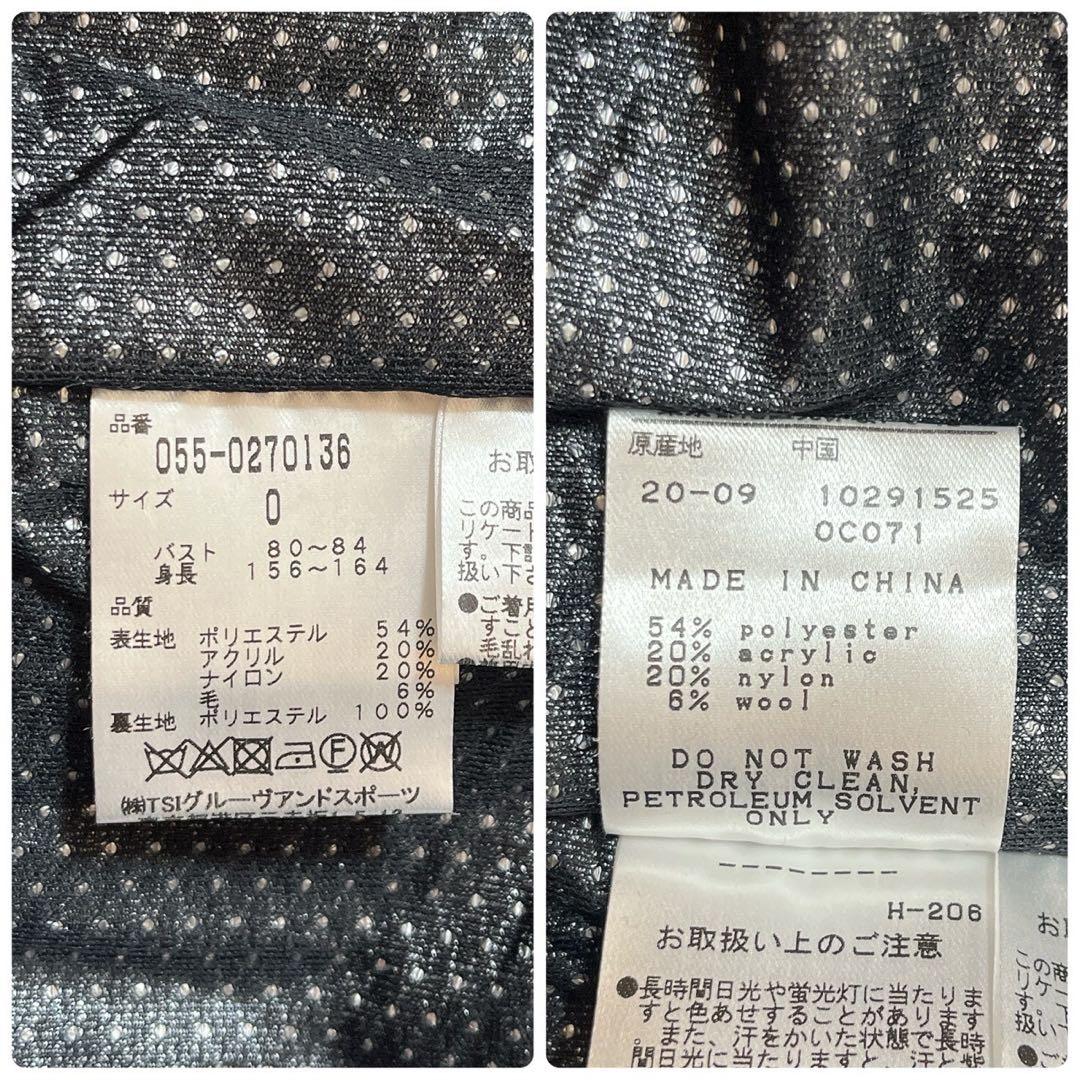 品番
055-0270136
サイズ 0
バスト 80～84
身長 156～164
品質
表生地 ポリエステル 54%
アクリル 20%
ナイロン 20%
毛 6%
裏生地 ポリエステル 100%
F W
(株)TSIグルーヴアンドスポーツ
お取
この商品
リケート
す。下記
扱い下さ
●ご着用
すこと
毛乱れ
原産地 中国
20-09 10291525
0C071
MADE IN CHINA
54% polyester
20% acrylic
20% nylon
6% wool
DO NOT WASH
DRY CLEAN,
PETROLEUM SOLVENT
ONLY
--------
H-206
お取扱い上のご注意
●長時間日光や蛍光灯に当たりま
すと色あせすることがあります
。また、汗をかいた状態で長時
間日光に当たりますと、汗と紫
お取
この商
リケ
す。
扱い
●ご